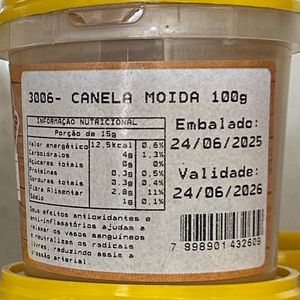 3006- CANELA MOIDA 100g
INFORMAÇÃO NUTRICIONAL
Porção de 15g
Valor energético 12,5kcal 0,6%
Carboidratos 4g 1,3%
Açúcares totais 0g 0%
Proteínas 0,3g 0,5%
Gorduras totais 0,3g 0,4%
Fibra Alimentar 2,8g 11%
Sódio 1g 0,1%
Seus efeitos antioxidantes e
anti-inflamatórios ajudam a
relaxar os vasos sanguíneos
e neutralizam os radicais
livres, reduzindo assim a
pressão arterial
Embalado:
24/06/2025
Validade:
24/06/2026
7 898901 432609